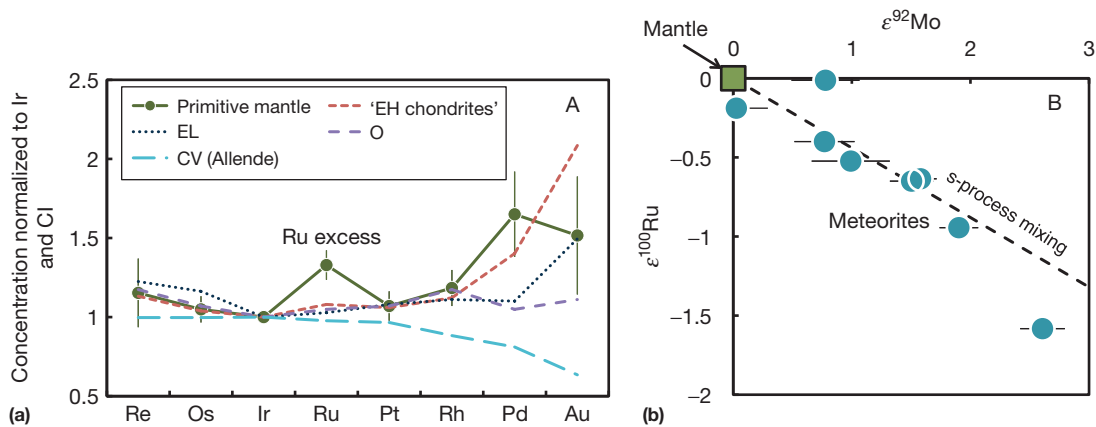 2.5
2
1.5
1
0.5
Concentration normalized to Ir
and CI
A
Primitive mantle
'EH chondrites'
EL
O
CV (Allende)
Ru excess
Re Os Ir Ru Pt Rh Pd Au
(a)
ε⁹²Mo
Mantle
0 1 2 3
0
−0.5
−1
−1.5
−2
ε¹⁰⁰Ru
B
s-process mixing
Meteorites
(b)